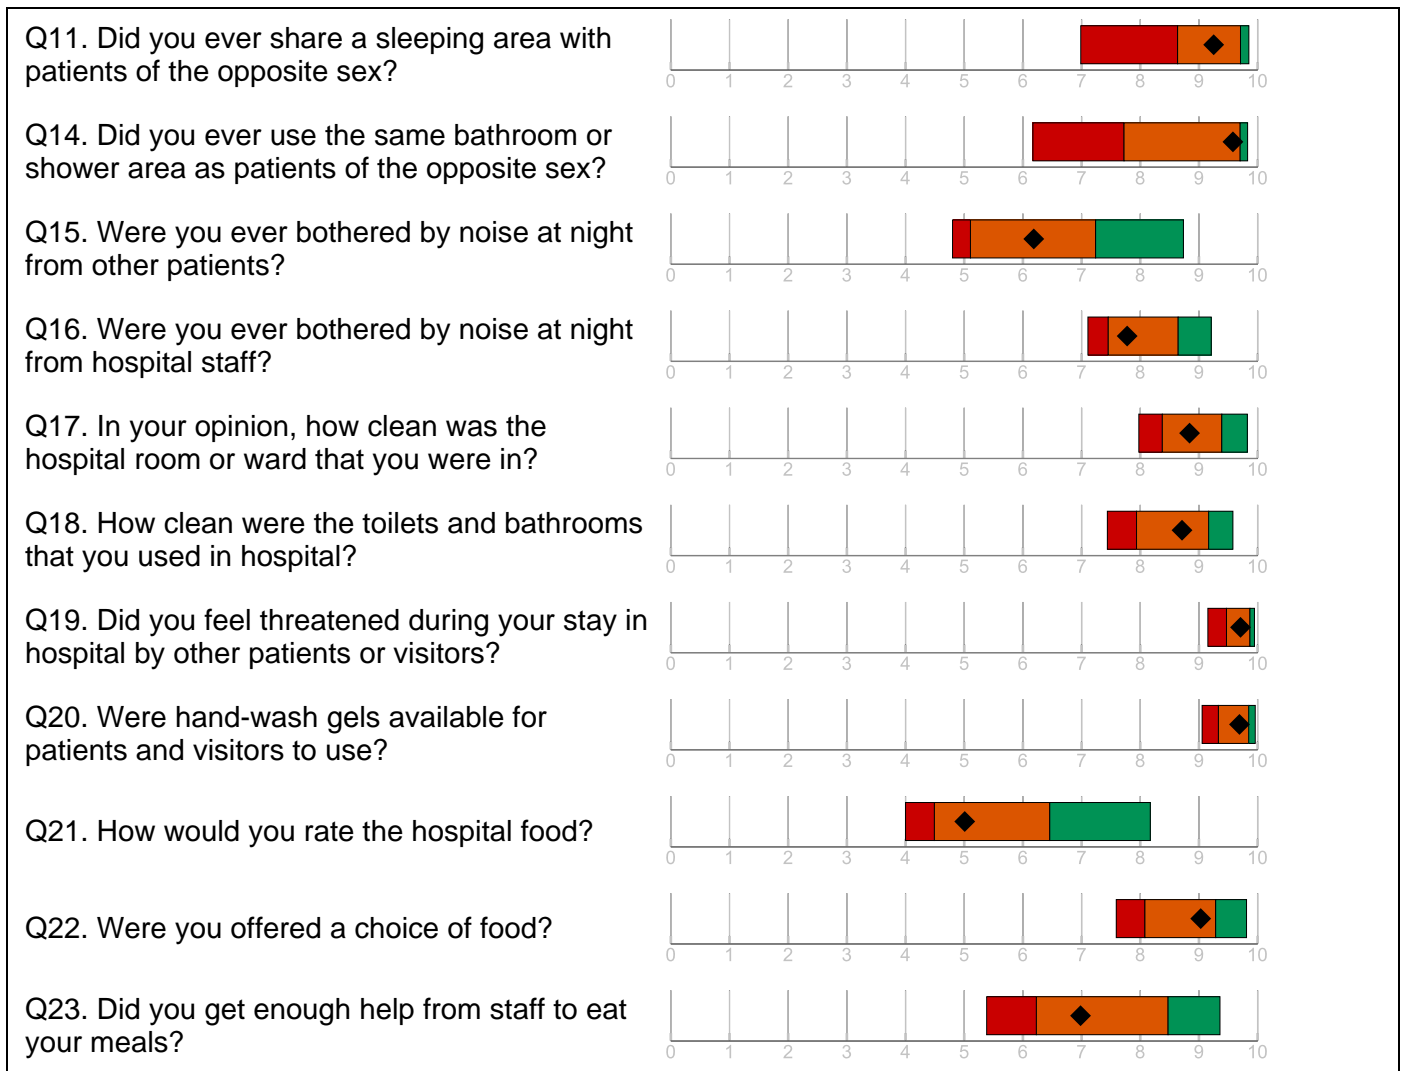 Q11. Did you ever share a sleeping area with
patients of the opposite sex?
0 1 2 3 4 5 6 7 8 9 10
Q14. Did you ever use the same bathroom or
shower area as patients of the opposite sex?
0 1 2 3 4 5 6 7 8 9 10
Q15. Were you ever bothered by noise at night
from other patients?
0 1 2 3 4 5 6 7 8 9 10
Q16. Were you ever bothered by noise at night
from hospital staff?
0 1 2 3 4 5 6 7 8 9 10
Q17. In your opinion, how clean was the
hospital room or ward that you were in?
0 1 2 3 4 5 6 7 8 9 10
Q18. How clean were the toilets and bathrooms
that you used in hospital?
0 1 2 3 4 5 6 7 8 9 10
Q19. Did you feel threatened during your stay in
hospital by other patients or visitors?
0 1 2 3 4 5 6 7 8 9 10
Q20. Were hand-wash gels available for
patients and visitors to use?
0 1 2 3 4 5 6 7 8 9 10
Q21. How would you rate the hospital food?
0 1 2 3 4 5 6 7 8 9 10
Q22. Were you offered a choice of food?
0 1 2 3 4 5 6 7 8 9 10
Q23. Did you get enough help from staff to eat
your meals?
0 1 2 3 4 5 6 7 8 9 10